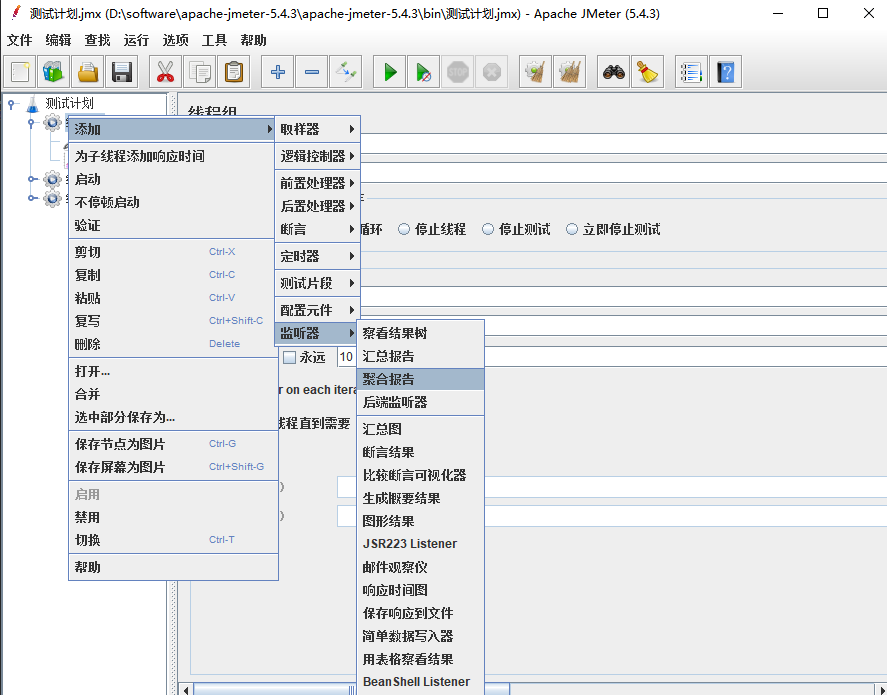 测试计划.jmx (D:\software\apache-jmeter-5.4.3\apache-jmeter-5.4.3\bin\测试计划.jmx) - Apache JMeter (5.4.3)
文件 编辑 查找 运行 选项 工具 帮助
STOP
?
测试计划
线程组
添加
为子线程添加响应时间
启动
不停顿启动
验证
剪切 Ctrl-X
复制 Ctrl-C
粘贴 Ctrl-V
复写 Ctrl+Shift-C
删除 Delete
打开...
合并
选中部分保存为...
保存节点为图片 Ctrl-G
保存屏幕为图片 Ctrl+Shift-G
启用
禁用
切换 Ctrl-T
帮助
取样器
逻辑控制器
前置处理器
后置处理器
断言
定时器
测试片段
配置元件
监听器
循环 停止线程 停止测试 立即停止测试
永远 10
r on each itera
线程直到需要
)
)
察看结果树
汇总报告
聚合报告
后端监听器
汇总图
断言结果
比较断言可视化器
生成概要结果
图形结果
JSR223 Listener
邮件观察仪
响应时间图
保存响应到文件
简单数据写入器
用表格察看结果
BeanShell Listener